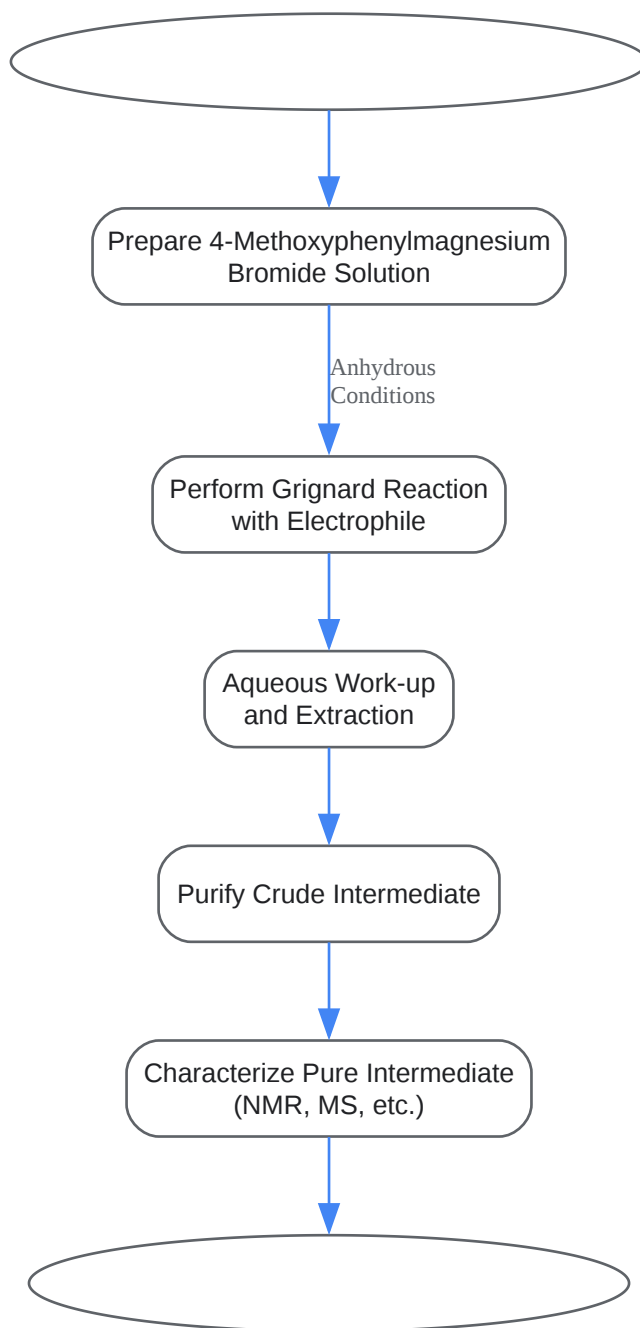 Prepare 4-Methoxyphenylmagnesium
Bromide Solution
Anhydrous
Conditions
Perform Grignard Reaction
with Electrophile
Aqueous Work-up
and Extraction
Purify Crude Intermediate
Characterize Pure Intermediate
(NMR, MS, etc.)